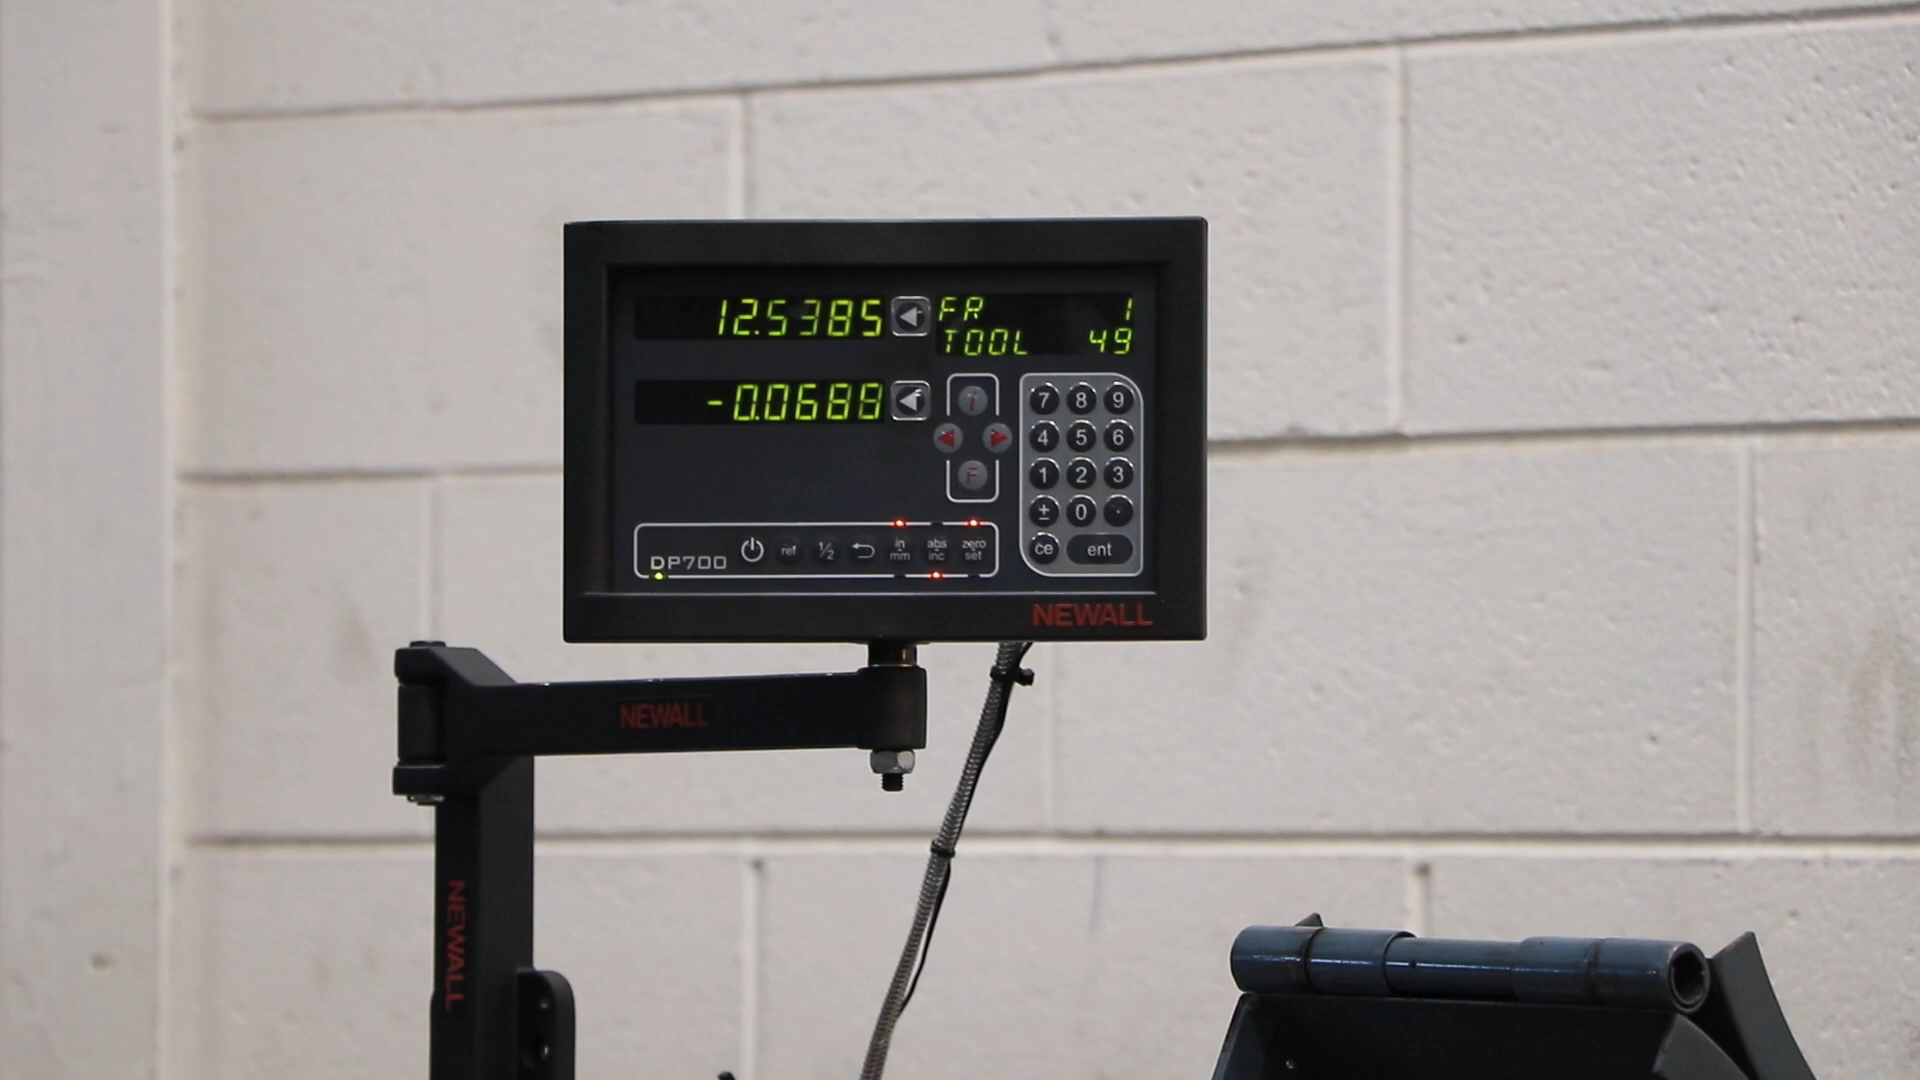 12.5385
FR 1
TOOL 49
-0.0688
7 8 9
4 5 6
1 2 3
± 0 .
ce ent
i
F
DP700
ref
1/2
in mm
abs inc
zero set
NEWALL
NEWALL
NEWALL